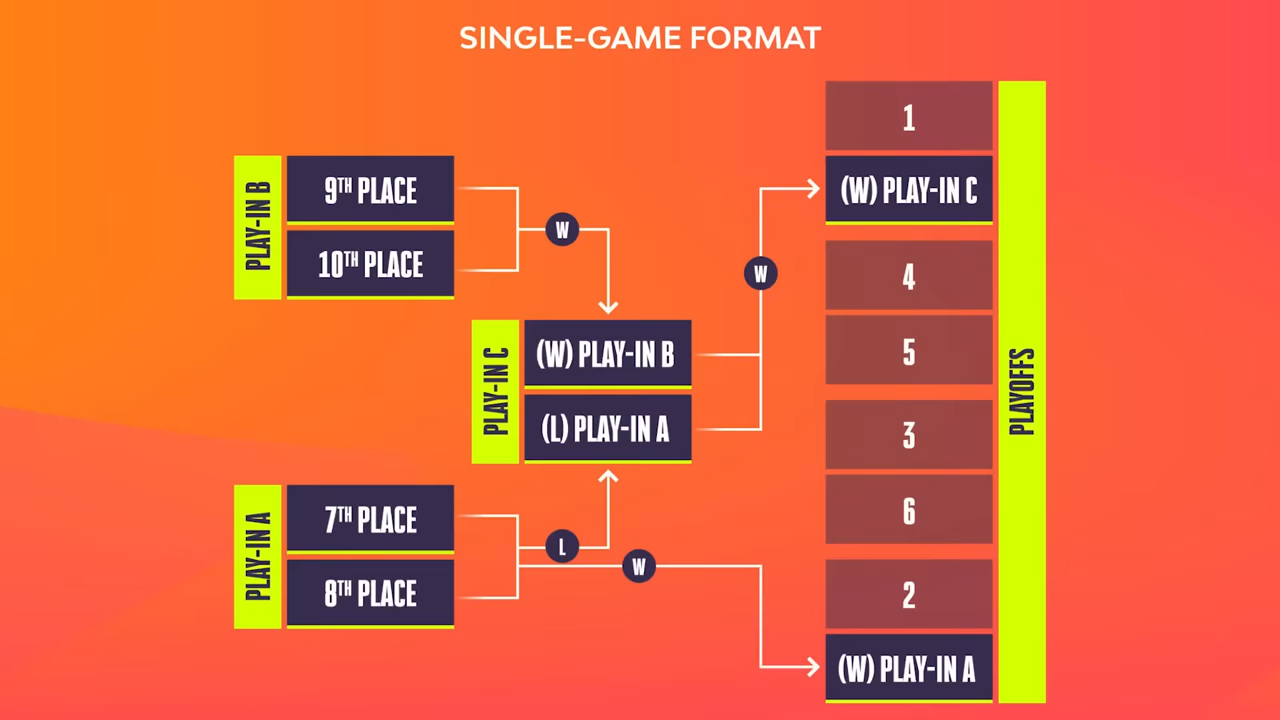 SINGLE-GAME FORMAT
PLAY-IN B
9TH PLACE
10TH PLACE
W
PLAY-IN C
(W) PLAY-IN B
(L) PLAY-IN A
W
PLAY-IN A
7TH PLACE
8TH PLACE
L
W
1
(W) PLAY-IN C
4
5
3
6
2
(W) PLAY-IN A
PLAYOFFS